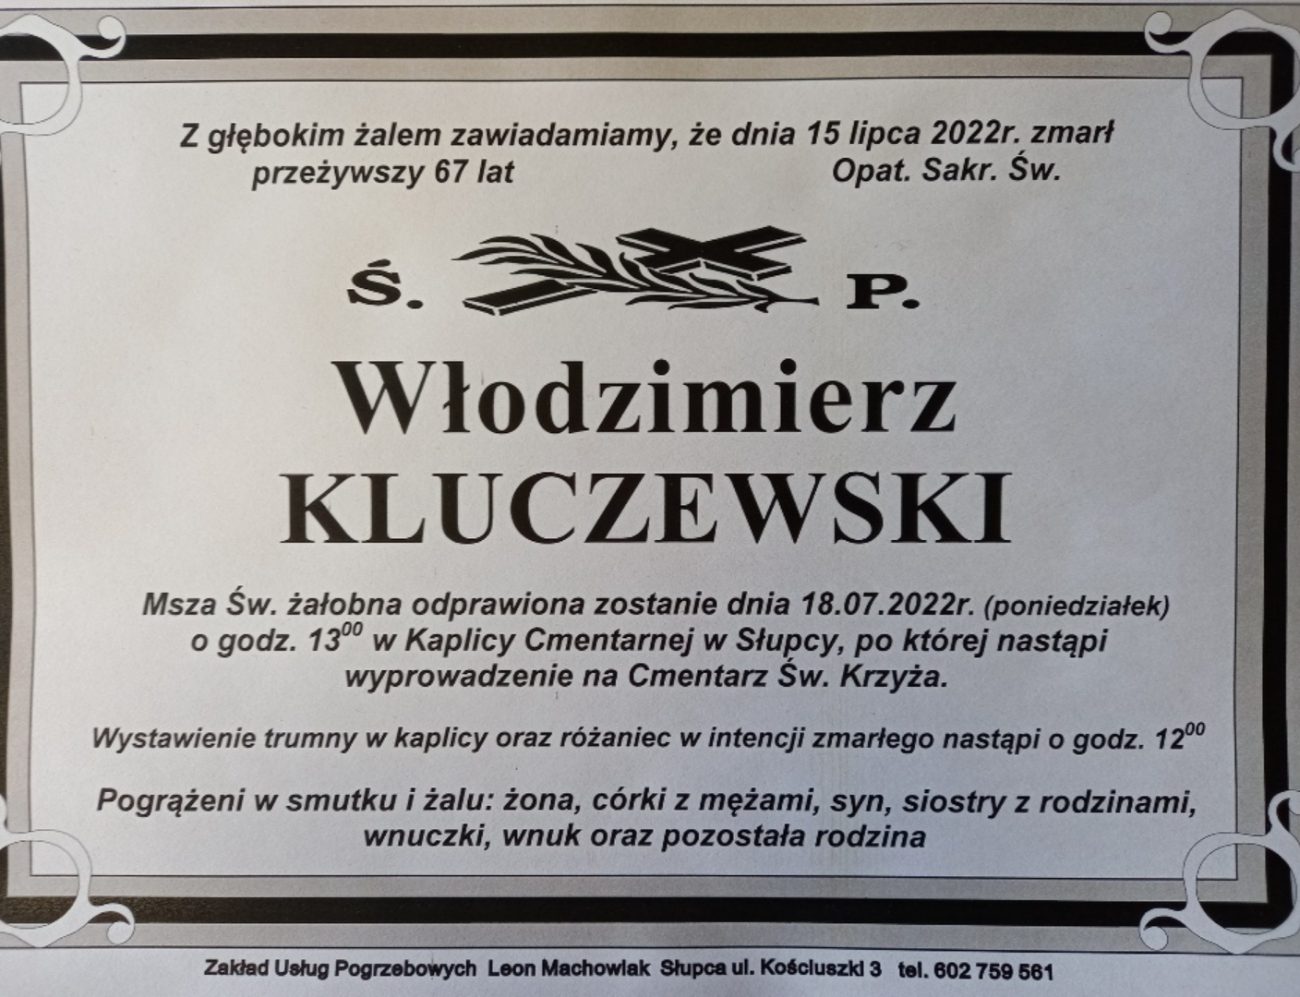 Z głębokim żalem zawiadamiamy, że dnia 15 lipca 2022r. zmarł
przeżywszy 67 lat Opat. Sakr. Św.
Ś. P.
Włodzimierz
KLUCZEWSKI
Msza Św. żałobna odprawiona zostanie dnia 18.07.2022r. (poniedziałek)
o godz. 13⁰⁰ w Kaplicy Cmentarnej w Słupcy, po której nastąpi
wyprowadzenie na Cmentarz Św. Krzyża.
Wystawienie trumny w kaplicy oraz różaniec w intencji zmarłego nastąpi o godz. 12⁰⁰
Pogrążeni w smutku i żalu: żona, córki z mężami, syn, siostry z rodzinami,
wnuczki, wnuk oraz pozostała rodzina
Zakład Usług Pogrzebowych Leon Machowiak Słupca ul. Kościuszki 3 tel. 602 759 561